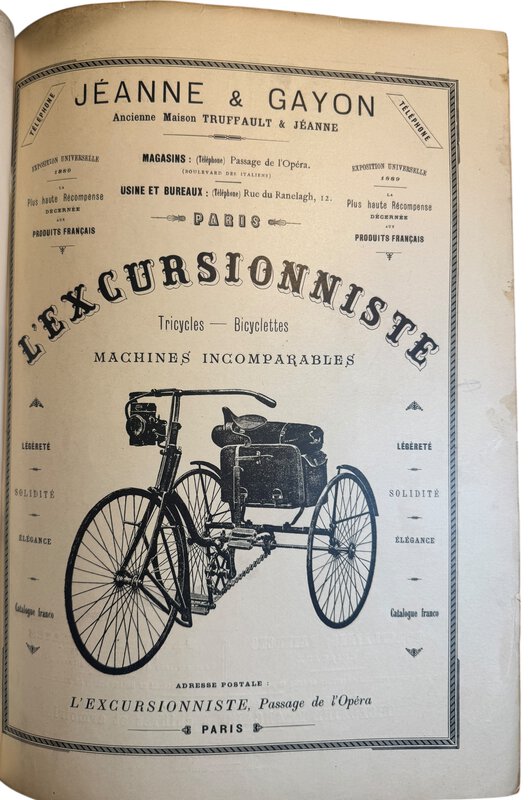 TÉLÉPHONE
JÉANNE & GAYON
TÉLÉPHONE
Ancienne Maison TRUFFAULT & JÉANNE
MAGASINS : (Téléphone) Passage de l'Opéra.
(BOULEVARD DES ITALIENS)
USINE ET BUREAUX : (Téléphone) Rue du Ranelagh, 12.
PARIS
EXPOSITION UNIVERSELLE
1889
LA
Plus haute Récompense
DÉCERNÉE
AUX
PRODUITS FRANÇAIS
EXPOSITION UNIVERSELLE
1889
LA
Plus haute Récompense
DÉCERNÉE
AUX
PRODUITS FRANÇAIS
L'EXCURSIONNISTE
Tricycles — Bicyclettes
MACHINES INCOMPARABLES
LÉGÈRETÉ
SOLIDITÉ
ÉLÉGANCE
Catalogue franco
LÉGÈRETÉ
SOLIDITÉ
ÉLÉGANCE
Catalogue franco
ADRESSE POSTALE :
L'EXCURSIONNISTE, Passage de l'Opéra
PARIS